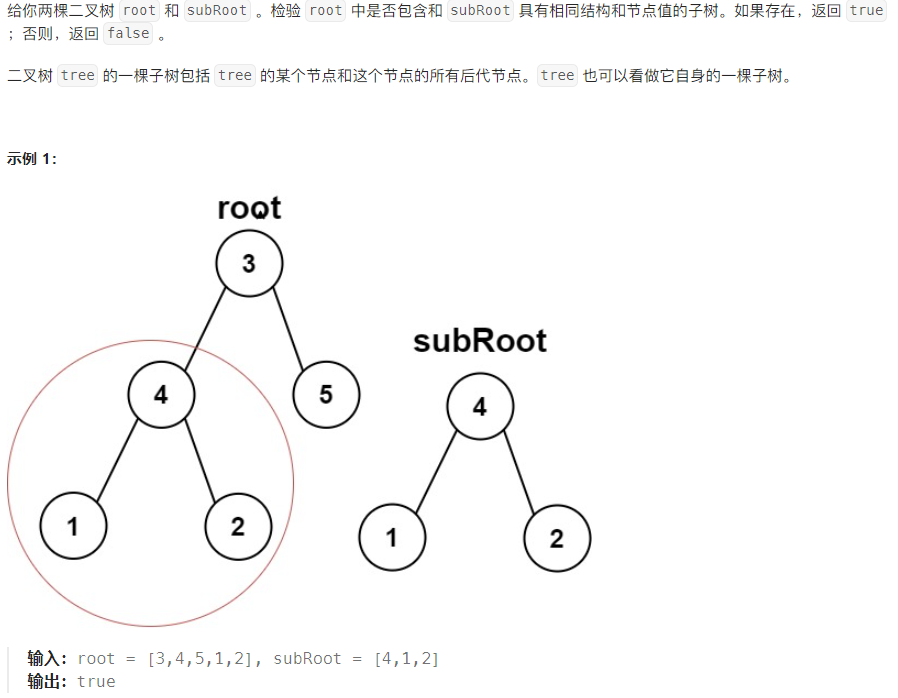 给你两棵二叉树 root 和 subRoot 。检验 root 中是否包含和 subRoot 具有相同结构和节点值的子树。如果存在，返回 true
；否则，返回 false 。
二叉树 tree 的一棵子树包括 tree 的某个节点和这个节点的所有后代节点。tree 也可以看做它自身的一棵子树。
示例 1：
root
3
subRoot
4
5
4
1
2
1
2
输入：root = [3,4,5,1,2], subRoot = [4,1,2]
输出：true